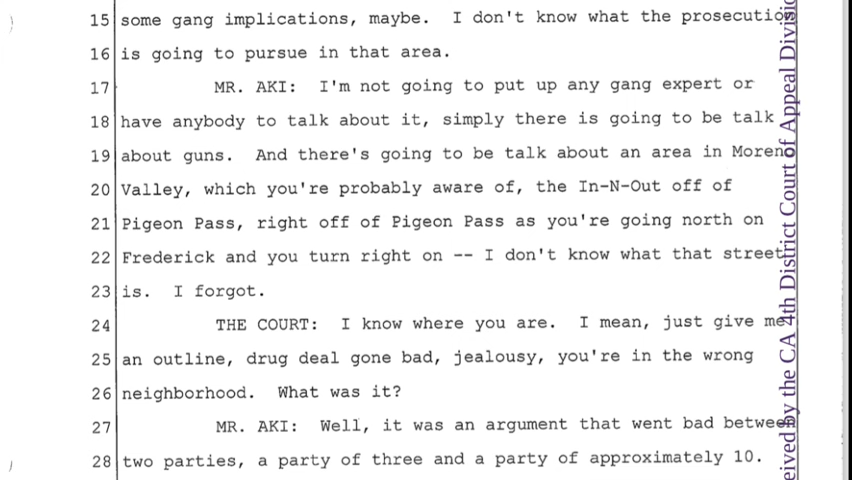 15 some gang implications, maybe.  I don't know what the prosecution
16 is going to pursue in that area.
17 MR. AKI:  I'm not going to put up any gang expert or
18 have anybody to talk about it, simply there is going to be talk
19 about guns.  And there's going to be talk about an area in Moreno
20 Valley, which you're probably aware of, the In-N-Out off of
21 Pigeon Pass, right off of Pigeon Pass as you're going north on
22 Frederick and you turn right on -- I don't know what that street
23 is.  I forgot.
24 THE COURT:  I know where you are.  I mean, just give me
25 an outline, drug deal gone bad, jealousy, you're in the wrong
26 neighborhood.  What was it?
27 MR. AKI:  Well, it was an argument that went bad between
28 two parties, a party of three and a party of approximately 10.
eived by the CA 4th District Court of Appeal Divisio